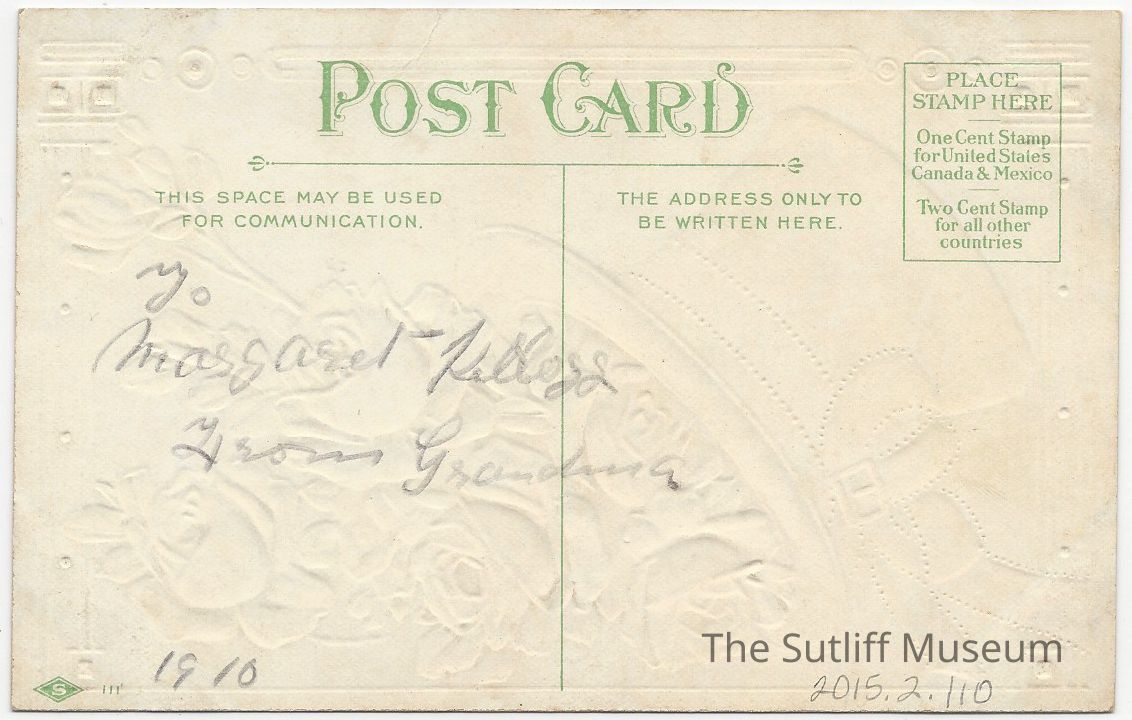 POST CARD
PLACE
STAMP HERE
One Cent Stamp
for United States
Canada & Mexico
Two Cent Stamp
for all other
countries
THIS SPACE MAY BE USED
FOR COMMUNICATION.
THE ADDRESS ONLY TO
BE WRITTEN HERE.
To
Margaret Kellogg
From Grandma
1910
S 111
The Sutliff Museum
2015.2.110